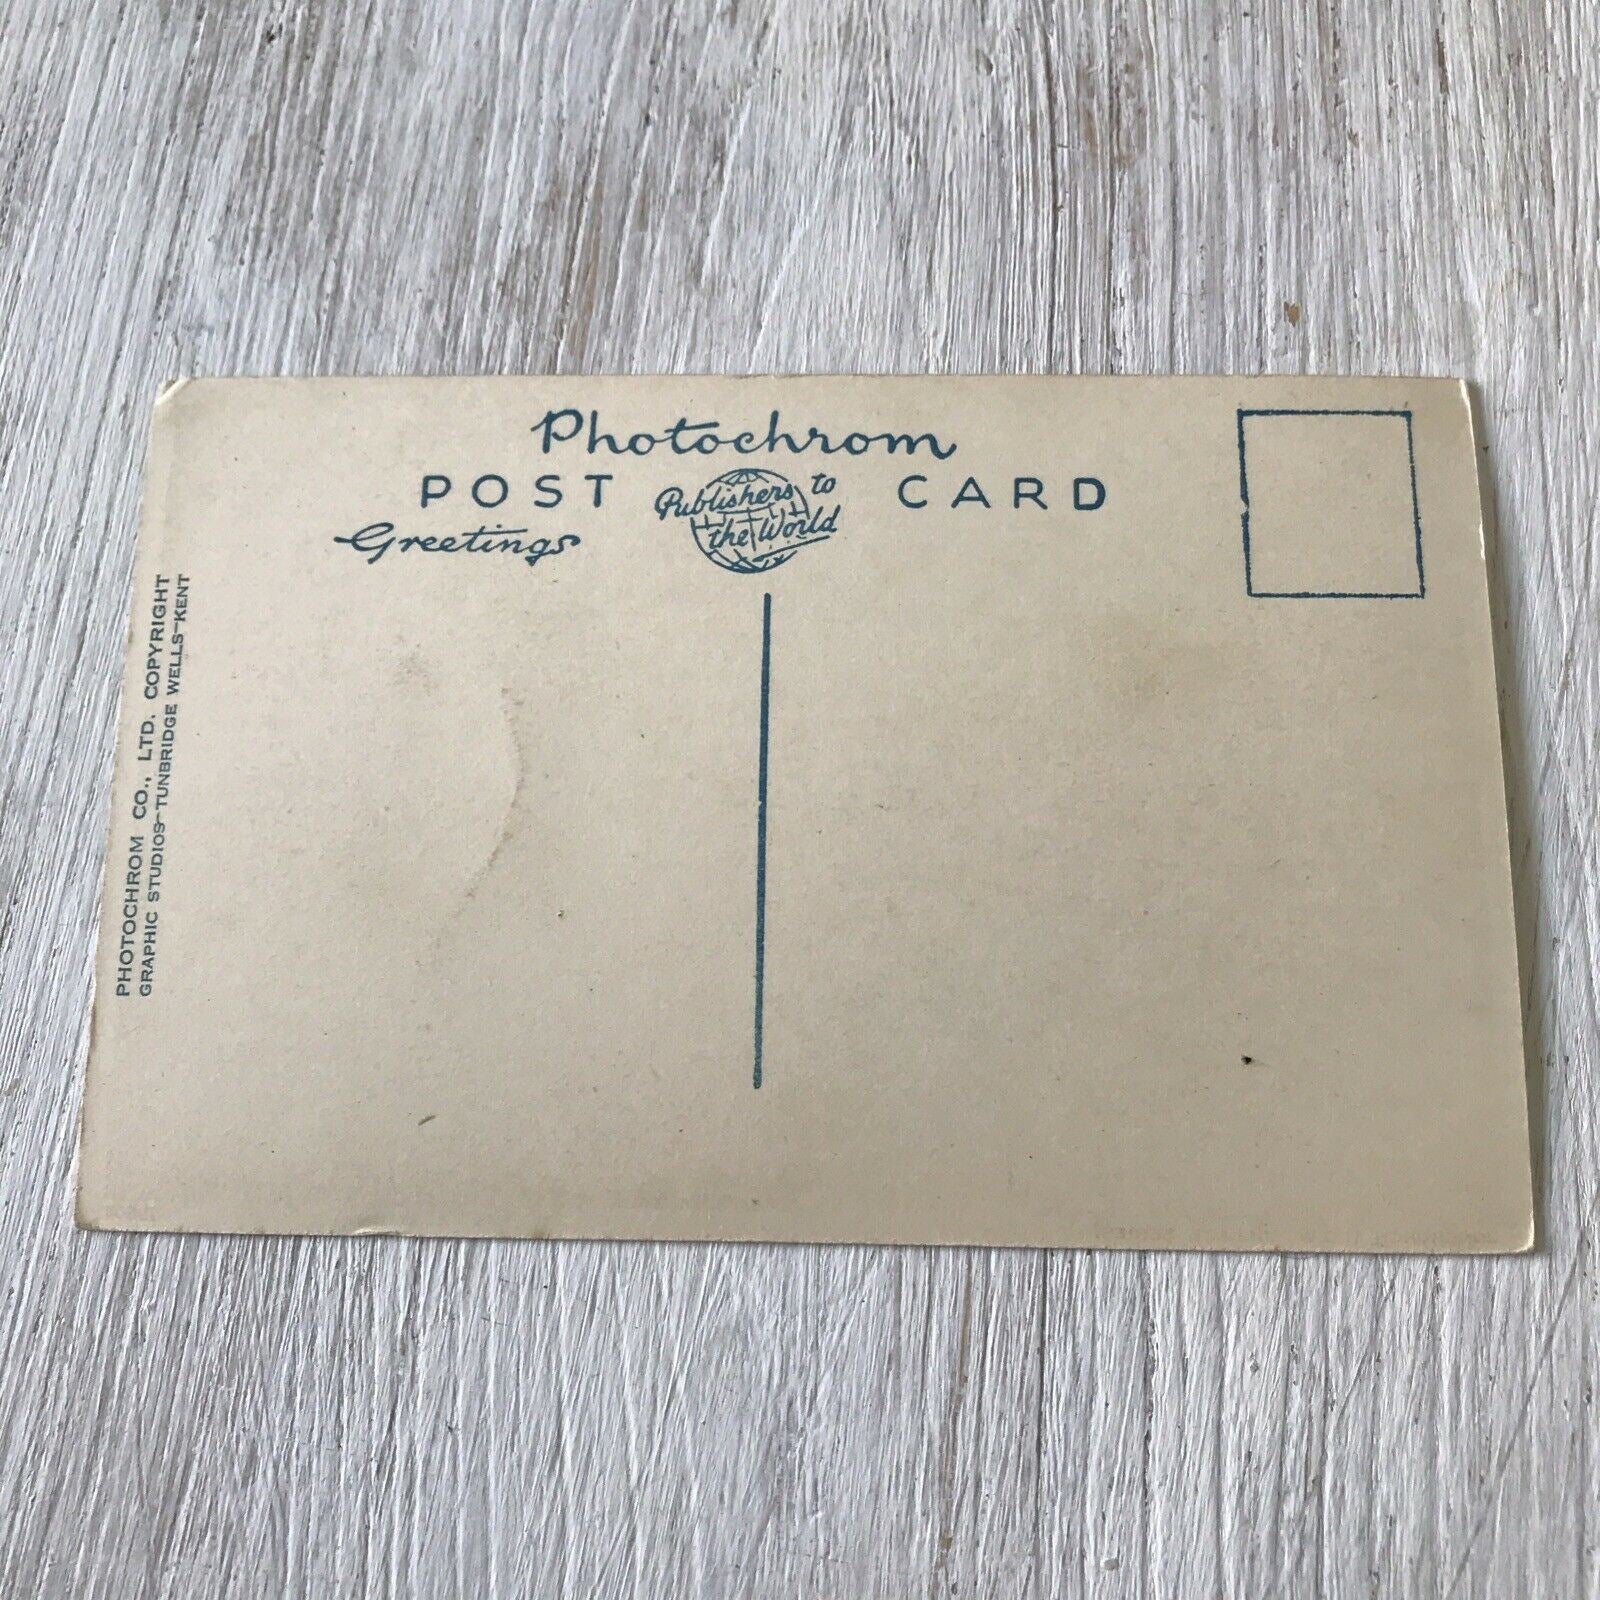 Photochrom
POST CARD
Publishers to
the World
Greetings
PHOTOCHROM CO., LTD. COPYRIGHT
GRAPHIC STUDIOS-TUNBRIDGE WELLS-KENT